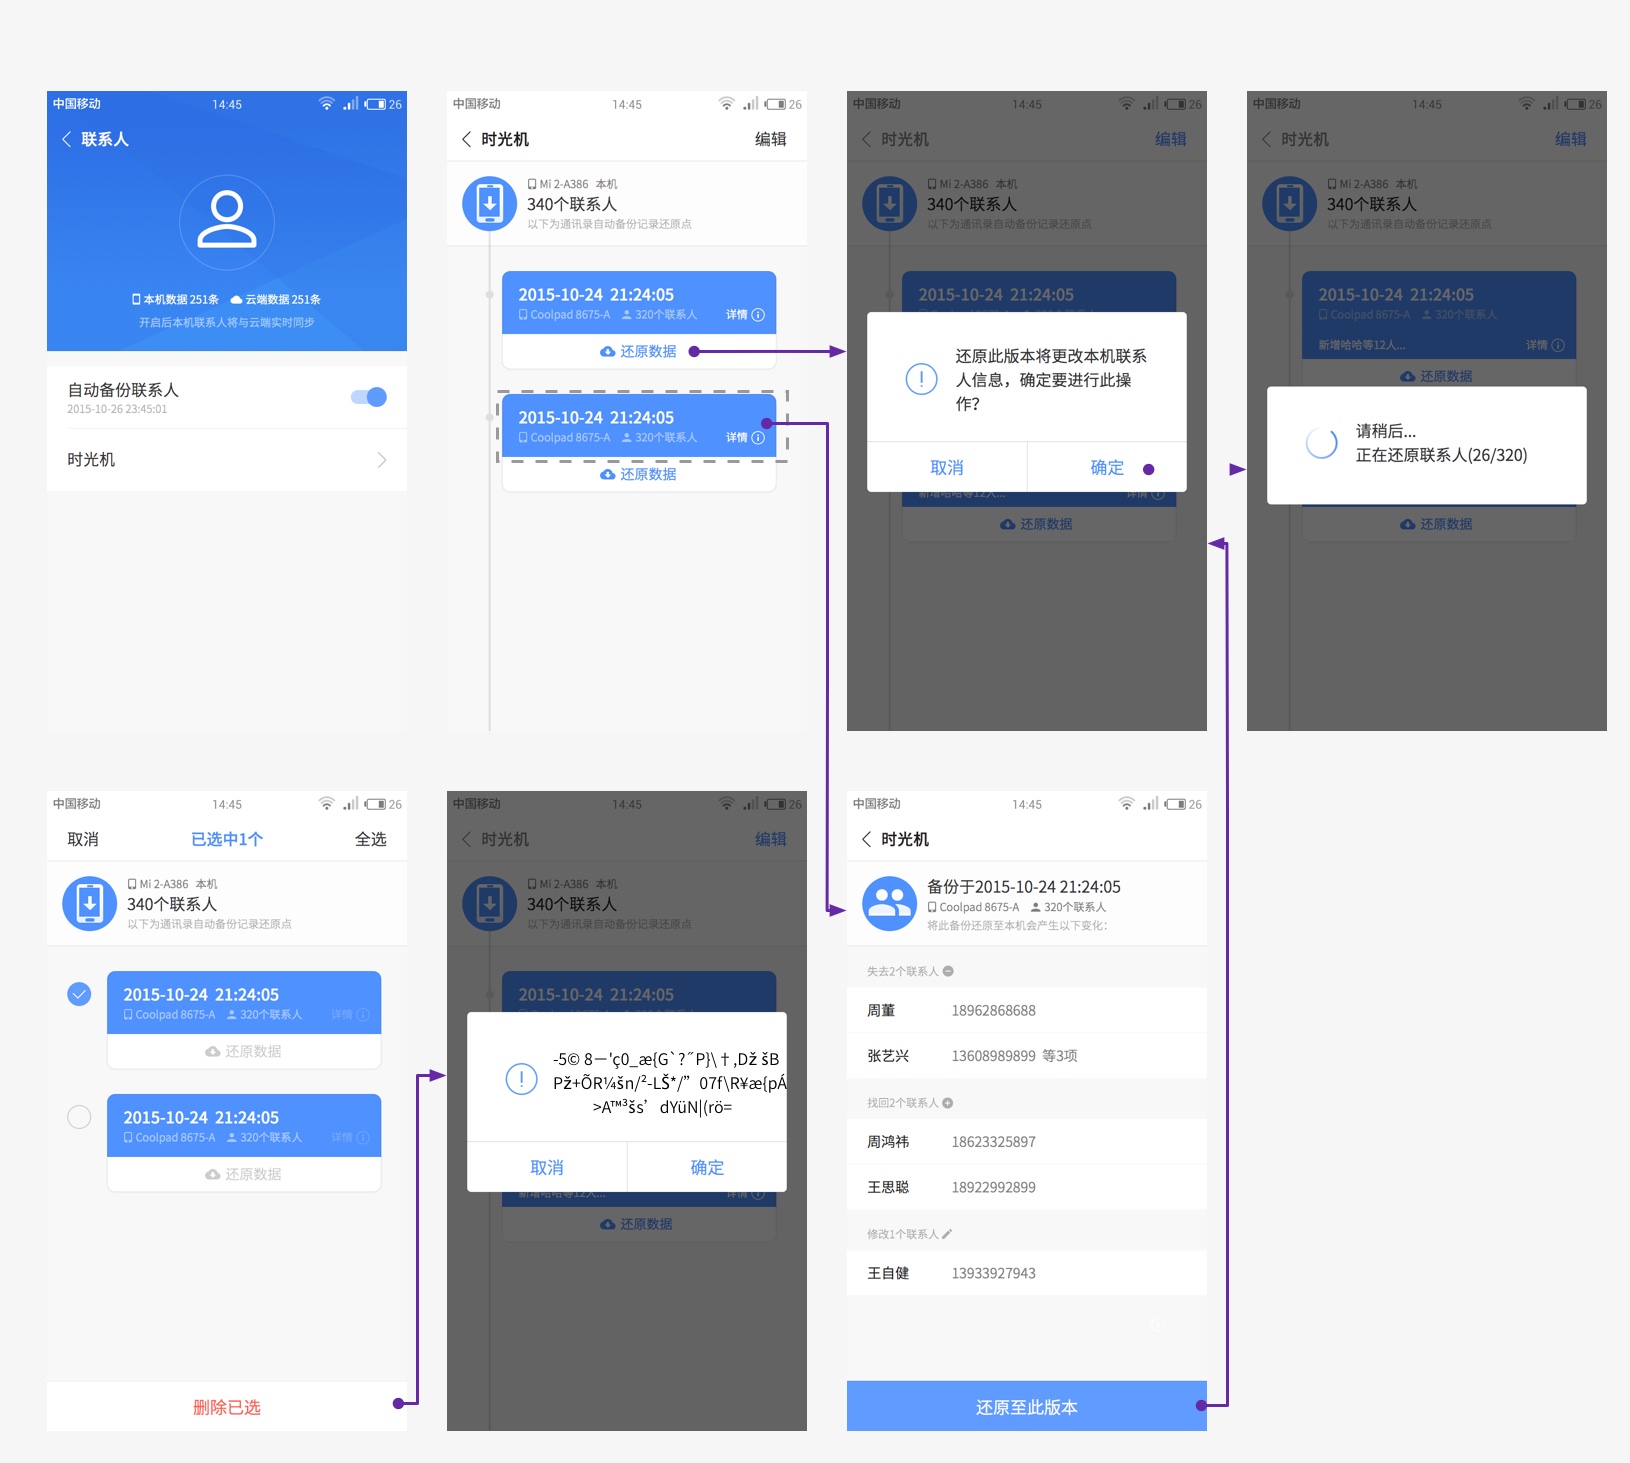 中国移动 14:45 26
联系人
本机数据 251条 云端数据 251条
开启后本机联系人将与云端实时同步
自动备份联系人
2015-10-26 23:45:01
时光机
中国移动 14:45 26
时光机 编辑
Mi 2-A386 本机
340个联系人
以下为通讯录自动备份记录还原点
2015-10-24 21:24:05
Coolpad 8675-A 320个联系人 详情
还原数据
2015-10-24 21:24:05
Coolpad 8675-A 320个联系人 详情
还原数据
中国移动 14:45 26
时光机 编辑
Mi 2-A386 本机
340个联系人
以下为通讯录自动备份记录还原点
2015-10-24 21:24:05
还原此版本将更改本机联系
人信息，确定要进行此操
作？
取消 确定
新增哈哈等12人... 详情
还原数据
中国移动 14:45 26
时光机 编辑
Mi 2-A386 本机
340个联系人
以下为通讯录自动备份记录还原点
2015-10-24 21:24:05
Coolpad 8675-A 320个联系人
新增哈哈等12人... 详情
还原数据
请稍后...
正在还原联系人(26/320)
还原数据
中国移动 14:45 26
取消 已选中1个 全选
Mi 2-A386 本机
340个联系人
以下为通讯录自动备份记录还原点
2015-10-24 21:24:05
Coolpad 8675-A 320个联系人 详情
还原数据
2015-10-24 21:24:05
Coolpad 8675-A 320个联系人 详情
还原数据
删除已选
中国移动 14:45 26
时光机 编辑
Mi 2-A386 本机
340个联系人
以下为通讯录自动备份记录还原点
2015-10-24 21:24:05
取消 确定
新增哈哈等12人... 详情
还原数据
中国移动 14:45 26
时光机
备份于2015-10-24 21:24:05
Coolpad 8675-A 320个联系人
将此备份还原至本机会产生以下变化：
失去2个联系人
周董 18962868688
张艺兴 13608989899 等3项
找回2个联系人
周鸿祎 18623325897
王思聪 18922992899
修改1个联系人
王自健 13933927943
还原至此版本